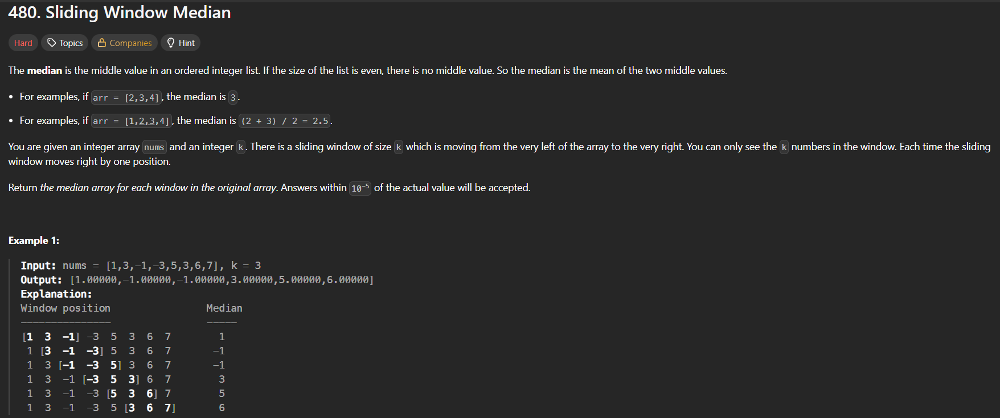 480. Sliding Window Median
Hard Topics Companies Hint
The median is the middle value in an ordered integer list. If the size of the list is even, there is no middle value. So the median is the mean of the two middle values.
• For examples, if arr = [2,3,4], the median is 3.
• For examples, if arr = [1,2,3,4], the median is (2 + 3) / 2 = 2.5.
You are given an integer array nums and an integer k. There is a sliding window of size k which is moving from the very left of the array to the very right. You can only see the k numbers in the window. Each time the sliding
window moves right by one position.
Return the median array for each window in the original array. Answers within 10⁻⁵ of the actual value will be accepted.
Example 1:
Input: nums = [1,3,-1,-3,5,3,6,7], k = 3
Output: [1.00000,-1.00000,-1.00000,3.00000,5.00000,6.00000]
Explanation:
Window position                Median
---------------                -----
[1  3  -1] -3  5  3  6  7        1
 1 [3  -1  -3] 5  3  6  7       -1
 1  3 [-1  -3  5] 3  6  7       -1
 1  3  -1 [-3  5  3] 6  7        3
 1  3  -1  -3 [5  3  6] 7        5
 1  3  -1  -3  5 [3  6  7]       6